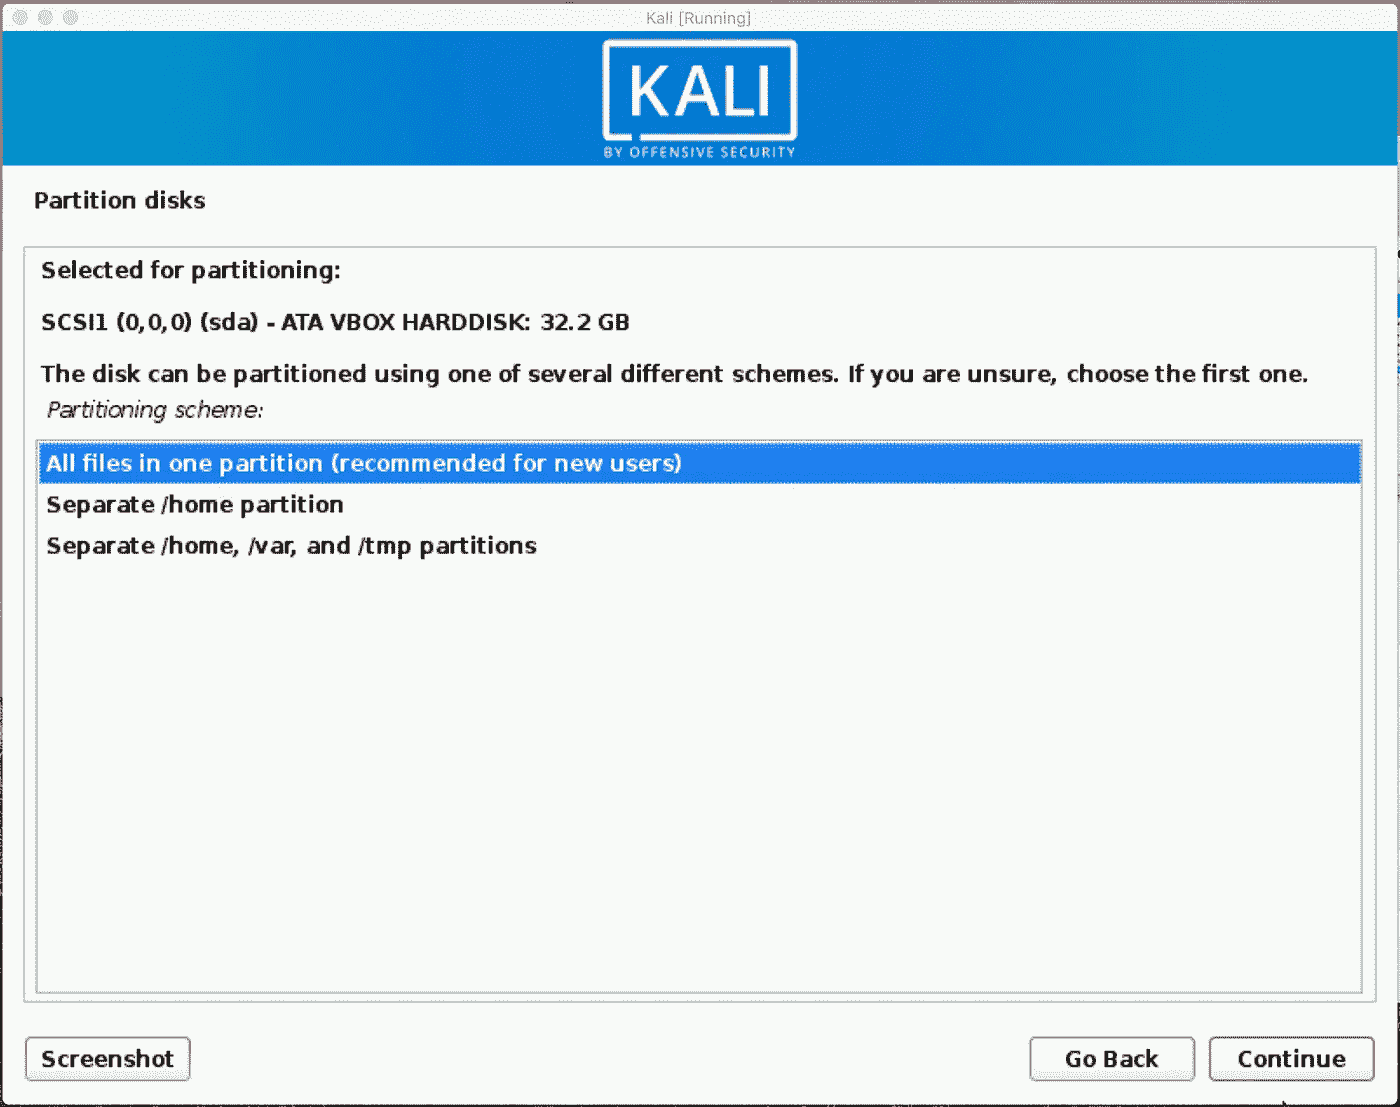 Kali [Running]
KALI
BY OFFENSIVE SECURITY
Partition disks
Selected for partitioning:
SCSI1 (0,0,0) (sda) - ATA VBOX HARDDISK: 32.2 GB
The disk can be partitioned using one of several different schemes. If you are unsure, choose the first one.
Partitioning scheme:
All files in one partition (recommended for new users)
Separate /home partition
Separate /home, /var, and /tmp partitions
Screenshot
Go Back
Continue